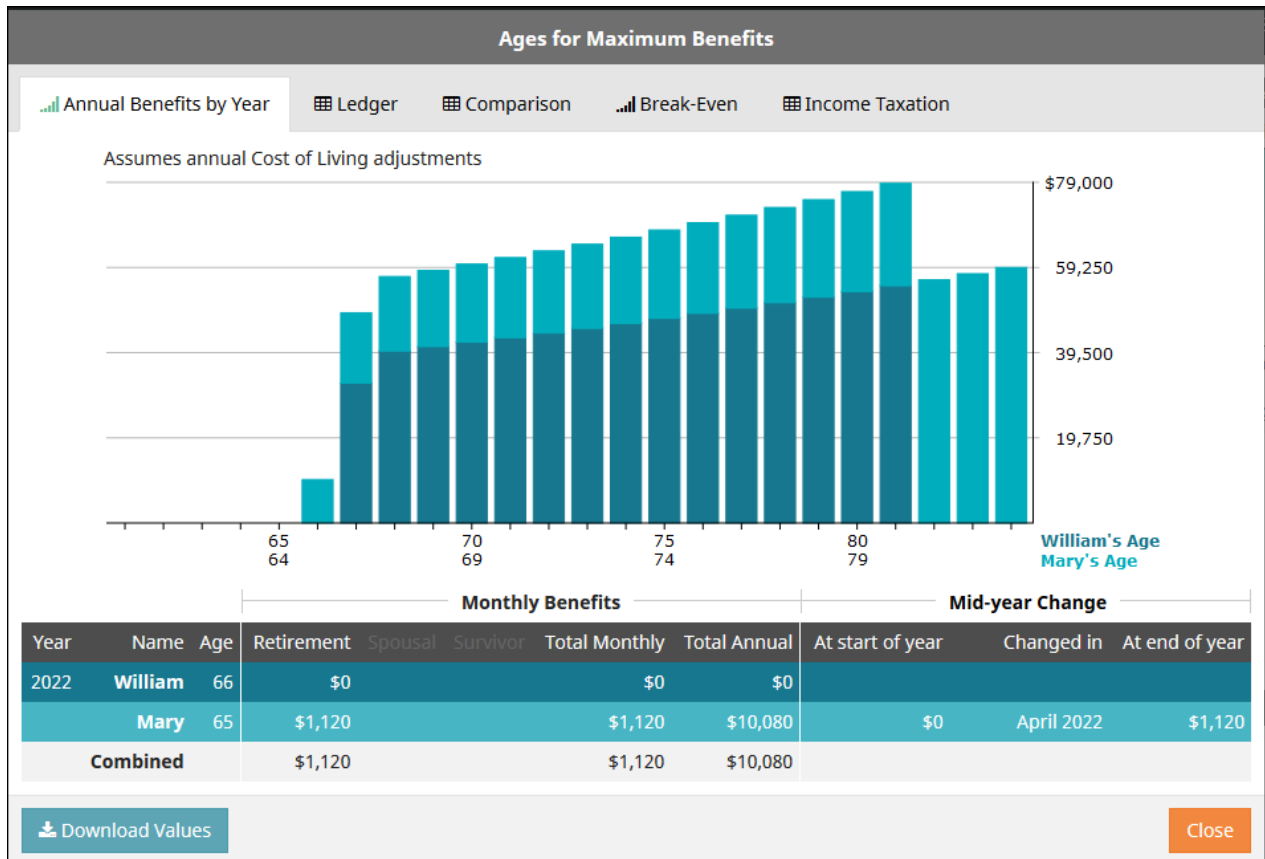 Ages for Maximum Benefits
Annual Benefits by Year Ledger Comparison Break-Even Income Taxation
Assumes annual Cost of Living adjustments
$79,000
59,250
39,500
19,750
65 70 75 80 William's Age
64 69 74 79 Mary's Age
Monthly Benefits Mid-year Change
Year Name Age Retirement Spousal Survivor Total Monthly Total Annual At start of year Changed in At end of year
2022 William 66 $0 $0 $0
Mary 65 $1,120 $1,120 $10,080 $0 April 2022 $1,120
Combined $1,120 $1,120 $10,080
Download Values Close